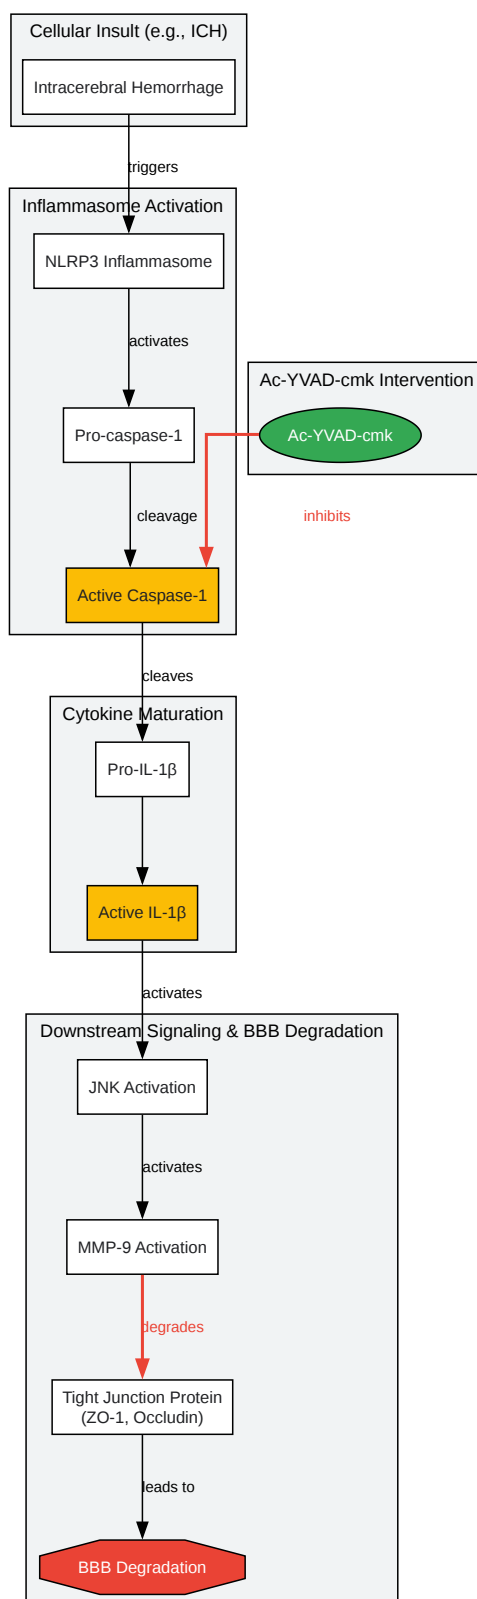 Cellular Insult (e.g., ICH)
Intracerebral Hemorrhage
triggers
Inflammasome Activation
NLRP3 Inflammasome
activates
Ac-YVAD-cmk Intervention
Pro-caspase-1
Ac-YVAD-cmk
cleavage
inhibits
Active Caspase-1
cleaves
Cytokine Maturation
Pro-IL-1β
Active IL-1β
activates
Downstream Signaling & BBB Degradation
JNK Activation
activates
MMP-9 Activation
degrades
Tight Junction Protein
(ZO-1, Occludin)
leads to
BBB Degradation